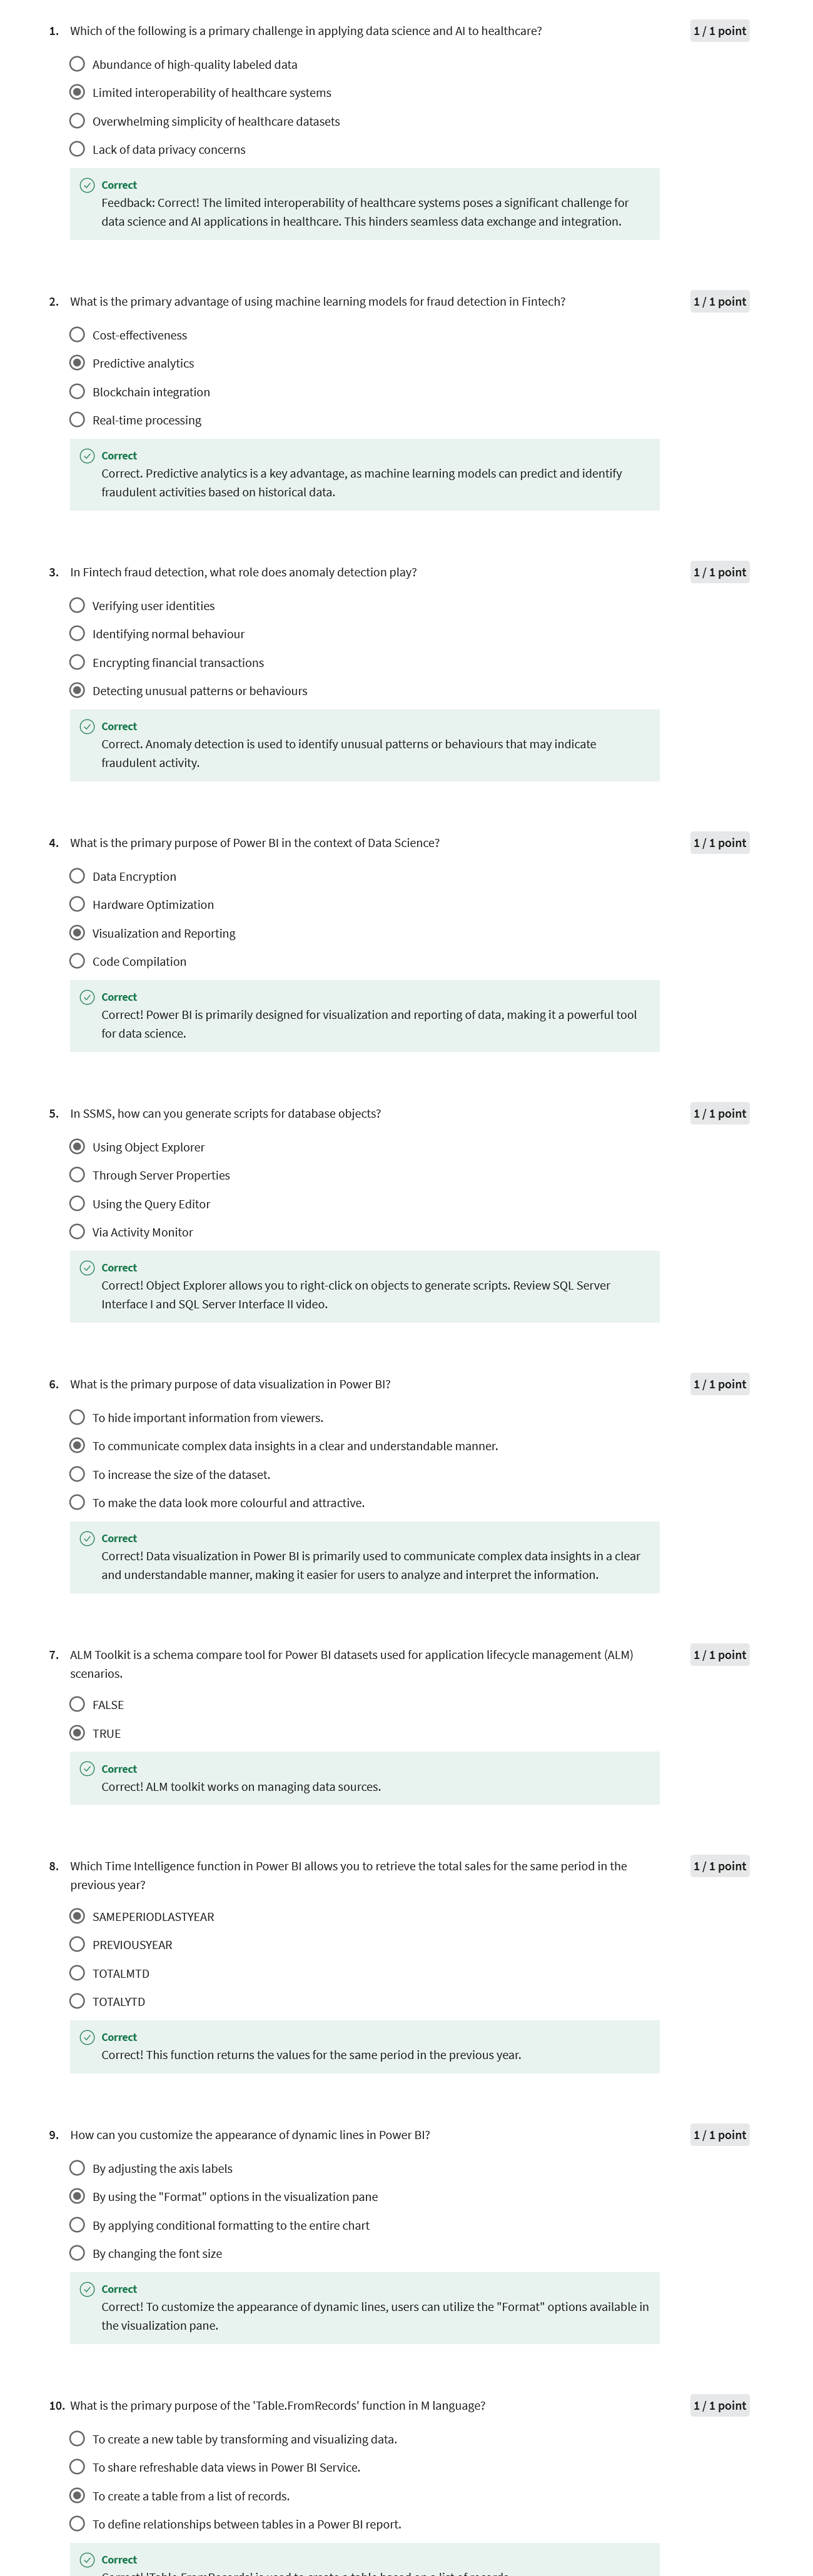 1. Which of the following is a primary challenge in applying data science and AI to healthcare? 1 / 1 point
Abundance of high-quality labeled data
Limited interoperability of healthcare systems
Overwhelming simplicity of healthcare datasets
Lack of data privacy concerns
Correct
Feedback: Correct! The limited interoperability of healthcare systems poses a significant challenge for
data science and AI applications in healthcare. This hinders seamless data exchange and integration.
2. What is the primary advantage of using machine learning models for fraud detection in Fintech? 1 / 1 point
Cost-effectiveness
Predictive analytics
Blockchain integration
Real-time processing
Correct
Correct. Predictive analytics is a key advantage, as machine learning models can predict and identify
fraudulent activities based on historical data.
3. In Fintech fraud detection, what role does anomaly detection play? 1 / 1 point
Verifying user identities
Identifying normal behaviour
Encrypting financial transactions
Detecting unusual patterns or behaviours
Correct
Correct. Anomaly detection is used to identify unusual patterns or behaviours that may indicate
fraudulent activity.
4. What is the primary purpose of Power BI in the context of Data Science? 1 / 1 point
Data Encryption
Hardware Optimization
Visualization and Reporting
Code Compilation
Correct
Correct! Power BI is primarily designed for visualization and reporting of data, making it a powerful tool
for data science.
5. In SSMS, how can you generate scripts for database objects? 1 / 1 point
Using Object Explorer
Through Server Properties
Using the Query Editor
Via Activity Monitor
Correct
Correct! Object Explorer allows you to right-click on objects to generate scripts. Review SQL Server
Interface I and SQL Server Interface II video.
6. What is the primary purpose of data visualization in Power BI? 1 / 1 point
To hide important information from viewers.
To communicate complex data insights in a clear and understandable manner.
To increase the size of the dataset.
To make the data look more colourful and attractive.
Correct
Correct! Data visualization in Power BI is primarily used to communicate complex data insights in a clear
and understandable manner, making it easier for users to analyze and interpret the information.
7. ALM Toolkit is a schema compare tool for Power BI datasets used for application lifecycle management (ALM) 1 / 1 point
scenarios.
FALSE
TRUE
Correct
Correct! ALM toolkit works on managing data sources.
8. Which Time Intelligence function in Power BI allows you to retrieve the total sales for the same period in the 1 / 1 point
previous year?
SAMEPERIODLASTYEAR
PREVIOUSYEAR
TOTALMTD
TOTALYTD
Correct
Correct! This function returns the values for the same period in the previous year.
9. How can you customize the appearance of dynamic lines in Power BI? 1 / 1 point
By adjusting the axis labels
By using the "Format" options in the visualization pane
By applying conditional formatting to the entire chart
By changing the font size
Correct
Correct! To customize the appearance of dynamic lines, users can utilize the "Format" options available in
the visualization pane.
10. What is the primary purpose of the 'Table.FromRecords' function in M language? 1 / 1 point
To create a new table by transforming and visualizing data.
To share refreshable data views in Power BI Service.
To create a table from a list of records.
To define relationships between tables in a Power BI report.
Correct